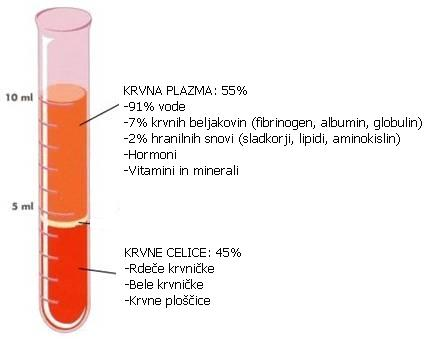 10 ml
KRVNA PLAZMA: 55%
-91% vode
-7% krvnih beljakovin (fibrinogen, albumin, globulin)
-2% hranilnih snovi (sladkorji, lipidi, aminokislin)
-Hormoni
-Vitamini in minerali
5 ml
KRVNE CELICE: 45%
-Rdeče krvničke
-Bele krvničke
-Krvne ploščice